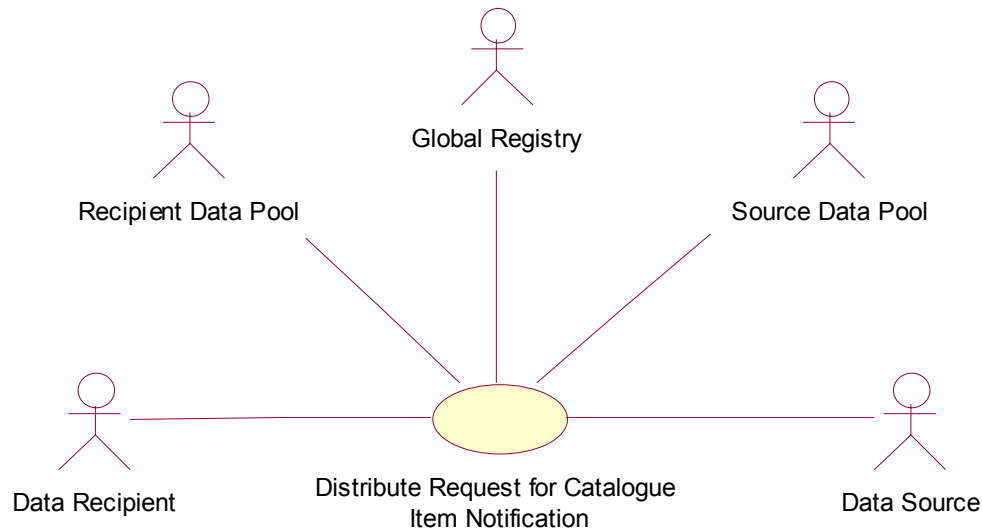 Global Registry
Recipient Data Pool
Source Data Pool
Data Recipient
Distribute Request for Catalogue
Item Notification
Data Source